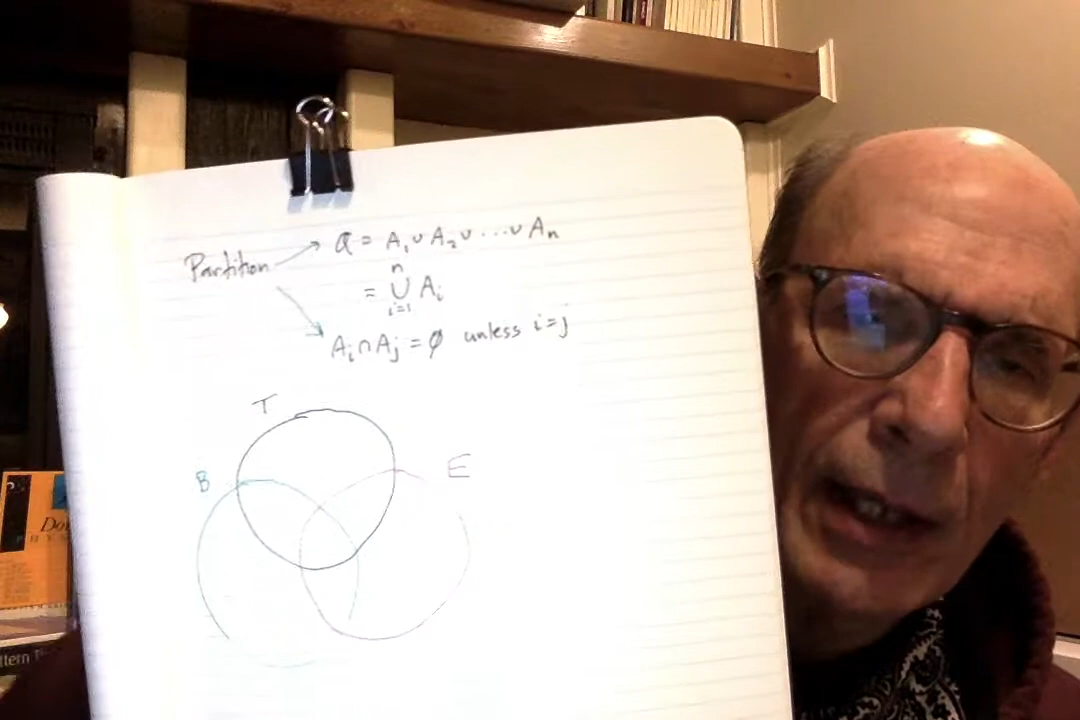 Partition → Q = A₁ ∪ A₂ ∪ ... ∪ Aₙ
= ⋃ᵢ₌₁ⁿ Aᵢ
Aᵢ ∩ Aⱼ = ∅ unless i=j
T
B
E